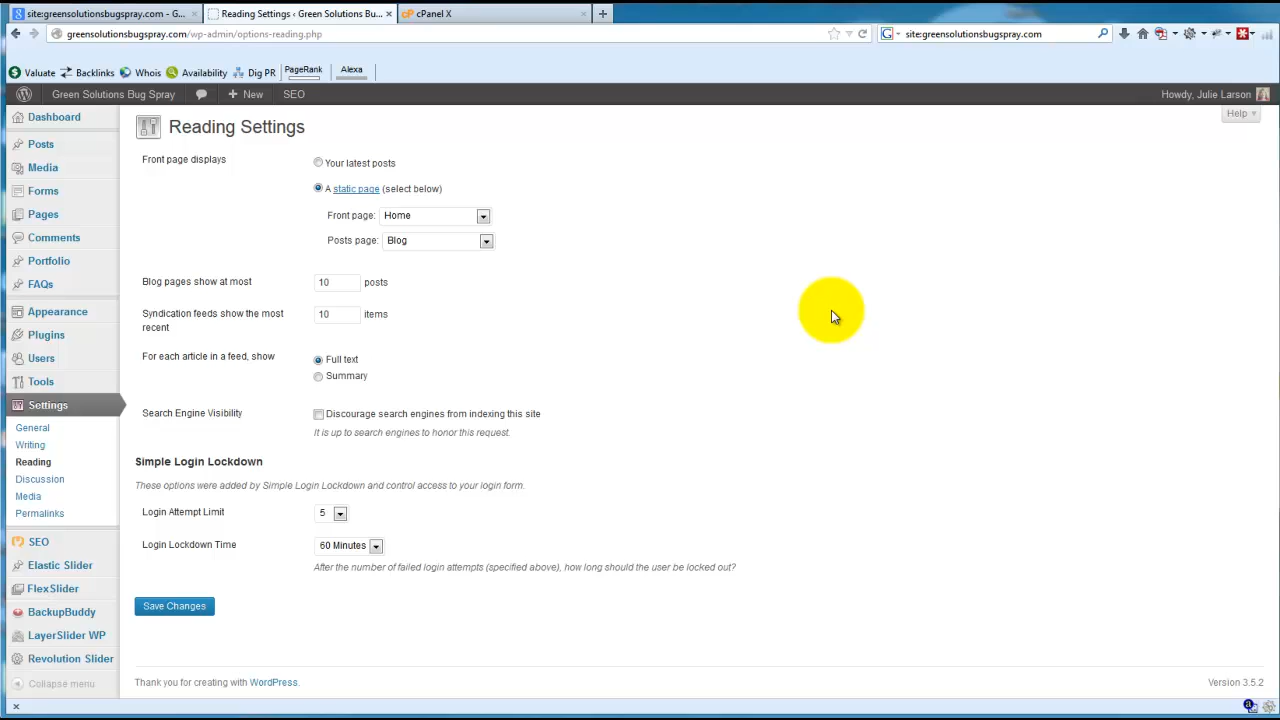 site:greensolutionsbugspray.com - G...
Reading Settings ‹ Green Solutions Bu...
cPanel X
greensolutionsbugspray.com/wp-admin/options-reading.php
site:greensolutionsbugspray.com
Valuate Backlinks Whois Availability Dig PR PageRank Alexa
Green Solutions Bug Spray + New SEO Howdy, Julie Larson
Help
Dashboard
Posts
Media
Forms
Pages
Comments
Portfolio
FAQs
Appearance
Plugins
Users
Tools
Settings
General
Writing
Reading
Discussion
Media
Permalinks
SEO
Elastic Slider
FlexSlider
BackupBuddy
LayerSlider WP
Revolution Slider
Collapse menu
Reading Settings
Front page displays
Your latest posts
A static page (select below)
Front page: Home
Posts page: Blog
Blog pages show at most 10 posts
Syndication feeds show the most recent 10 items
For each article in a feed, show
Full text
Summary
Search Engine Visibility
Discourage search engines from indexing this site
It is up to search engines to honor this request.
Simple Login Lockdown
These options were added by Simple Login Lockdown and control access to your login form.
Login Attempt Limit 5
Login Lockdown Time 60 Minutes
After the number of failed login attempts (specified above), how long should the user be locked out?
Save Changes
Thank you for creating with WordPress.
Version 3.5.2